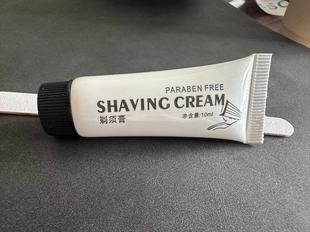 PARABEN FREE
SHAVING CREAM
剃须膏
净含量:10ml